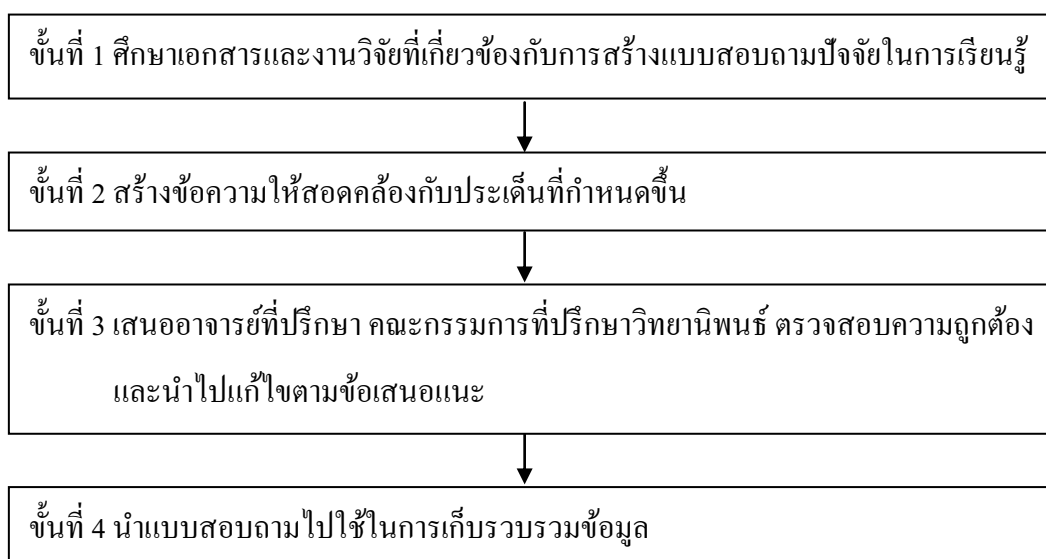 ขั้นที่ 1 ศึกษาเอกสารและงานวิจัยที่เกี่ยวข้องกับการสร้างแบบสอบถามปัจจัยในการเรียนรู้
ขั้นที่ 2 สร้างข้อความให้สอดคล้องกับประเด็นที่กำหนดขึ้น
ขั้นที่ 3 เสนออาจารย์ที่ปรึกษา คณะกรรมการที่ปรึกษาวิทยานิพนธ์ ตรวจสอบความถูกต้อง
และนำไปแก้ไขตามข้อเสนอแนะ
ขั้นที่ 4 นำแบบสอบถามไปใช้ในการเก็บรวบรวมข้อมูล